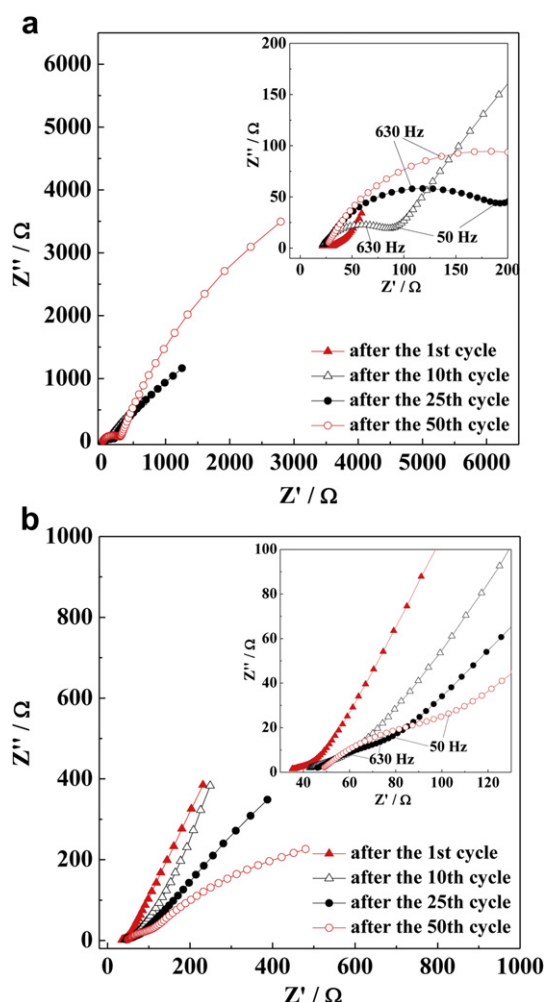 a
6000
5000
4000
3000
2000
1000
0
Z'' / Ω
0 1000 2000 3000 4000 5000 6000
Z' / Ω
200
150
100
50
0
Z'' / Ω
0 50 100 150 200
Z' / Ω
630 Hz
630 Hz
50 Hz
after the 1st cycle
after the 10th cycle
after the 25th cycle
after the 50th cycle
b
1000
800
600
400
200
0
Z'' / Ω
0 200 400 600 800 1000
Z' / Ω
100
80
60
40
20
0
Z'' / Ω
40 60 80 100 120
Z' / Ω
50 Hz
630 Hz
after the 1st cycle
after the 10th cycle
after the 25th cycle
after the 50th cycle